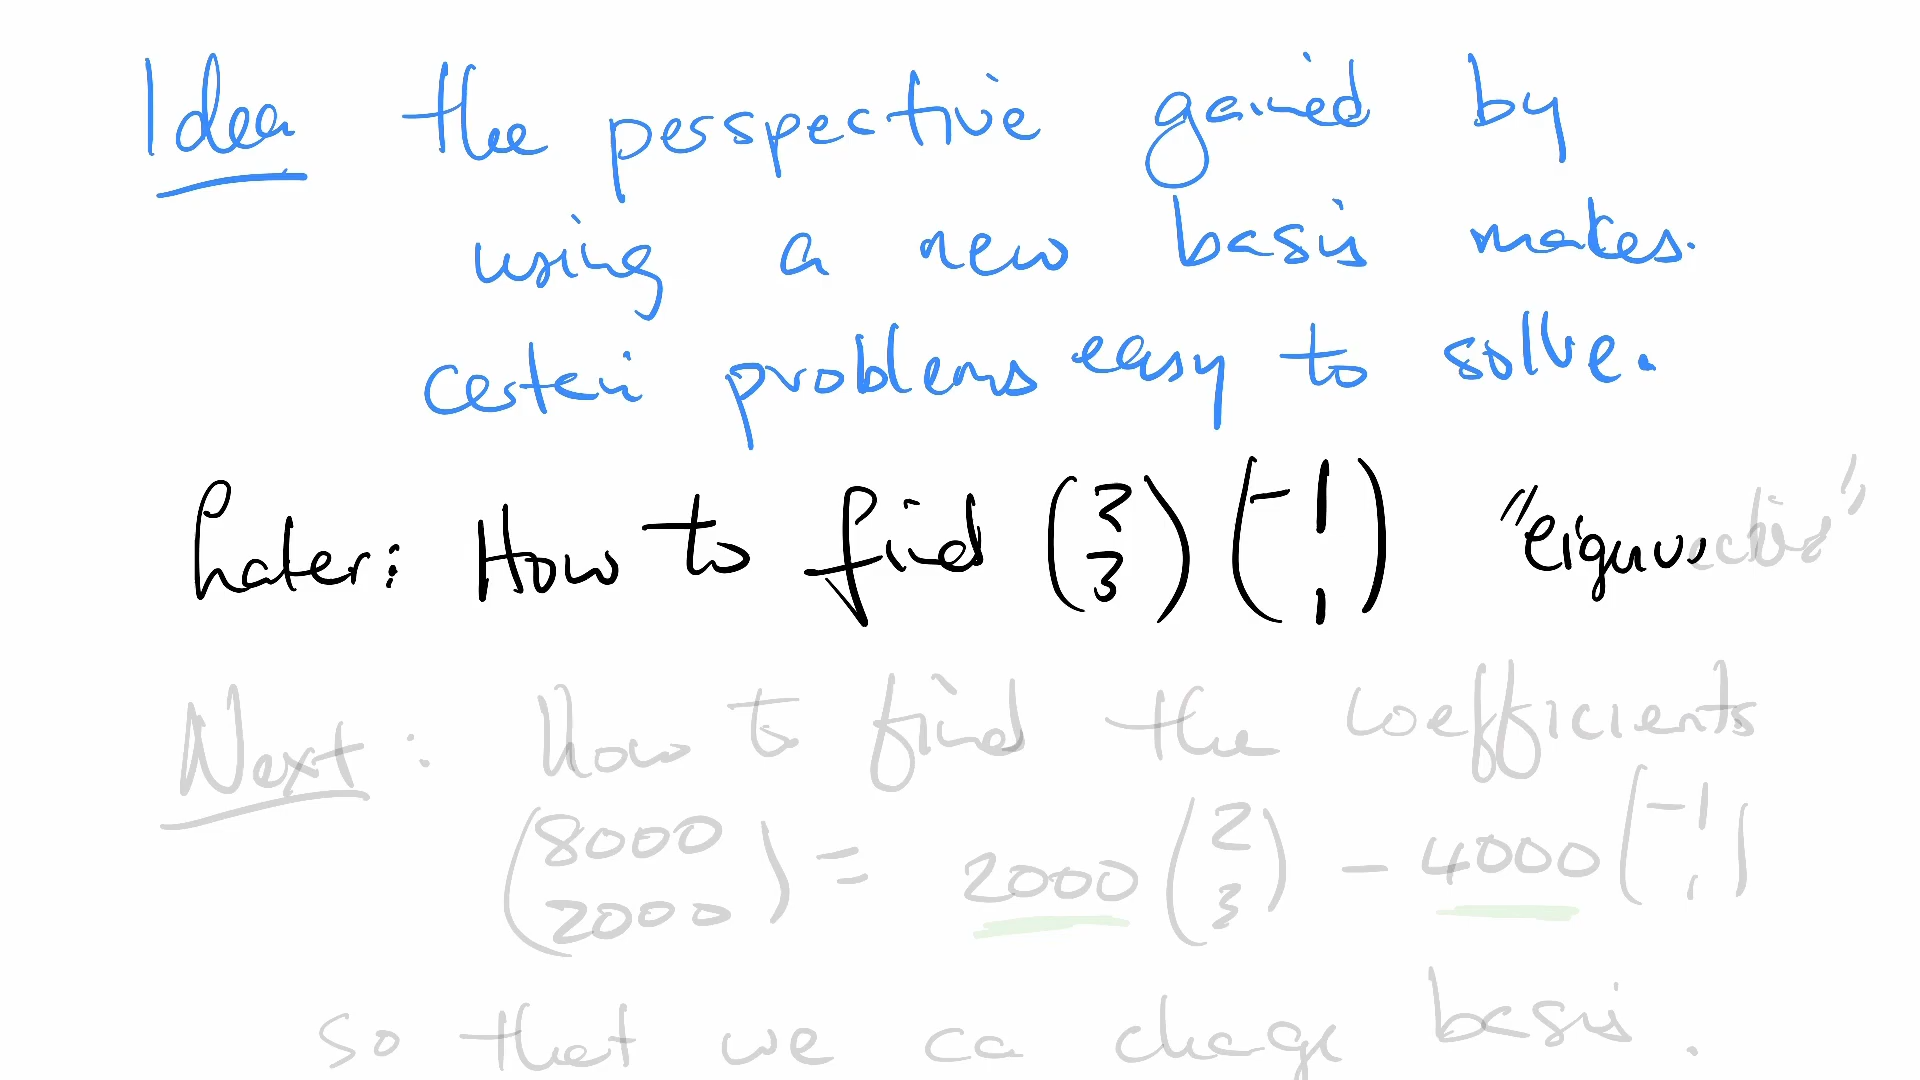 Idea the perspective gained by
using a new basis makes.
certain problems easy to solve.
Later: How to find (2 3) (-1 1) "eigenvectors"
Next: how to find the coefficients
(8000 2000) = 2000 (2 3) - 4000 (-1 1)
so that we ca change basis.